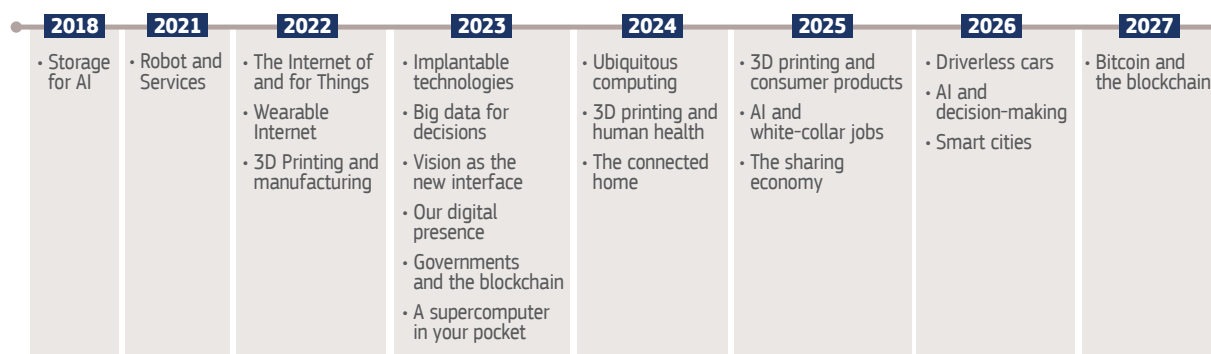 2018
2021
2022
2023
2024
2025
2026
2027
• Storage
for AI
• Robot and
Services
• The Internet of
and for Things
• Wearable
Internet
• 3D Printing and
manufacturing
• Implantable
technologies
• Big data for
decisions
• Vision as the
new interface
• Our digital
presence
• Governments
and the blockchain
• A supercomputer
in your pocket
• Ubiquitous
computing
• 3D printing and
human health
• The connected
home
• 3D printing and
consumer products
• AI and
white-collar jobs
• The sharing
economy
• Driverless cars
• AI and
decision-making
• Smart cities
• Bitcoin and
the blockchain